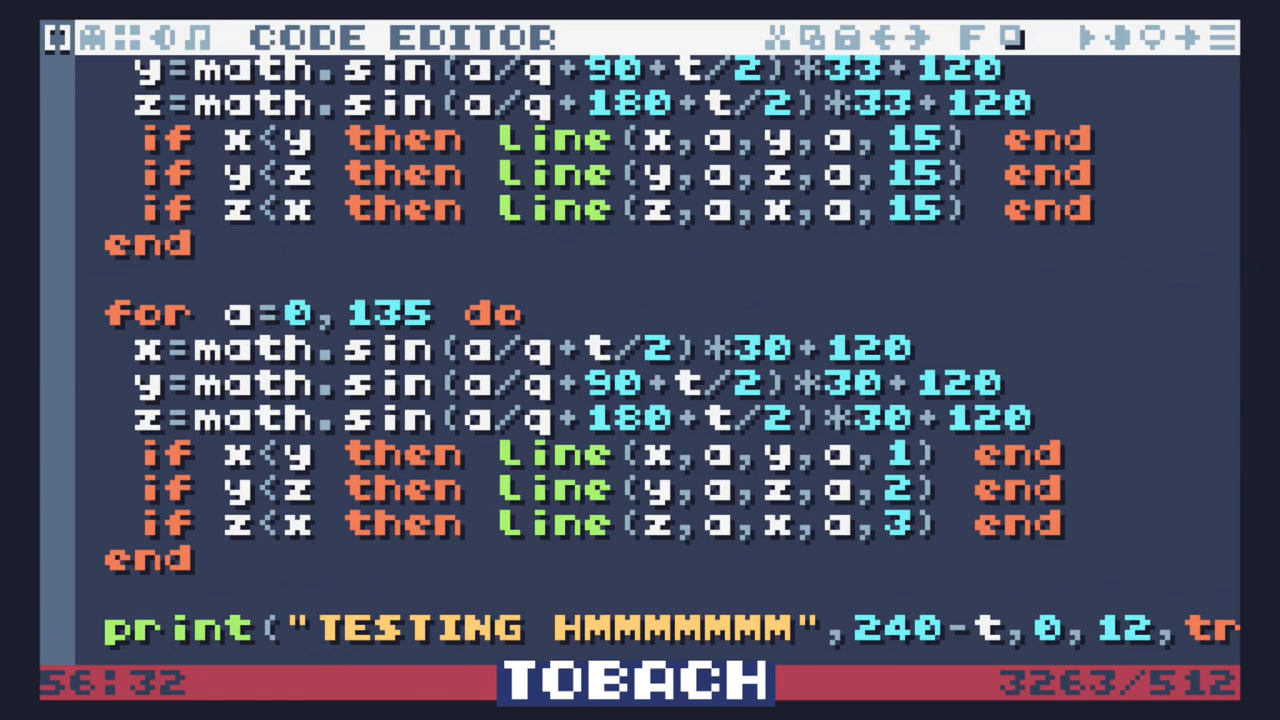 CODE EDITOR F
y=math.sin(a/q+90+t/2)*33+120
z=math.sin(a/q+180+t/2)*33+120
if x<y then line(x,a,y,a,15) end
if y<z then line(y,a,z,a,15) end
if z<x then line(z,a,x,a,15) end
end
for a=0,135 do
x=math.sin(a/q+t/2)*30+120
y=math.sin(a/q+90+t/2)*30+120
z=math.sin(a/q+180+t/2)*30+120
if x<y then line(x,a,y,a,1) end
if y<z then line(y,a,z,a,2) end
if z<x then line(z,a,x,a,3) end
end
print("TESTING HMMMMMMM",240-t,0,12,tr
56:32 TOBACH 3263/512